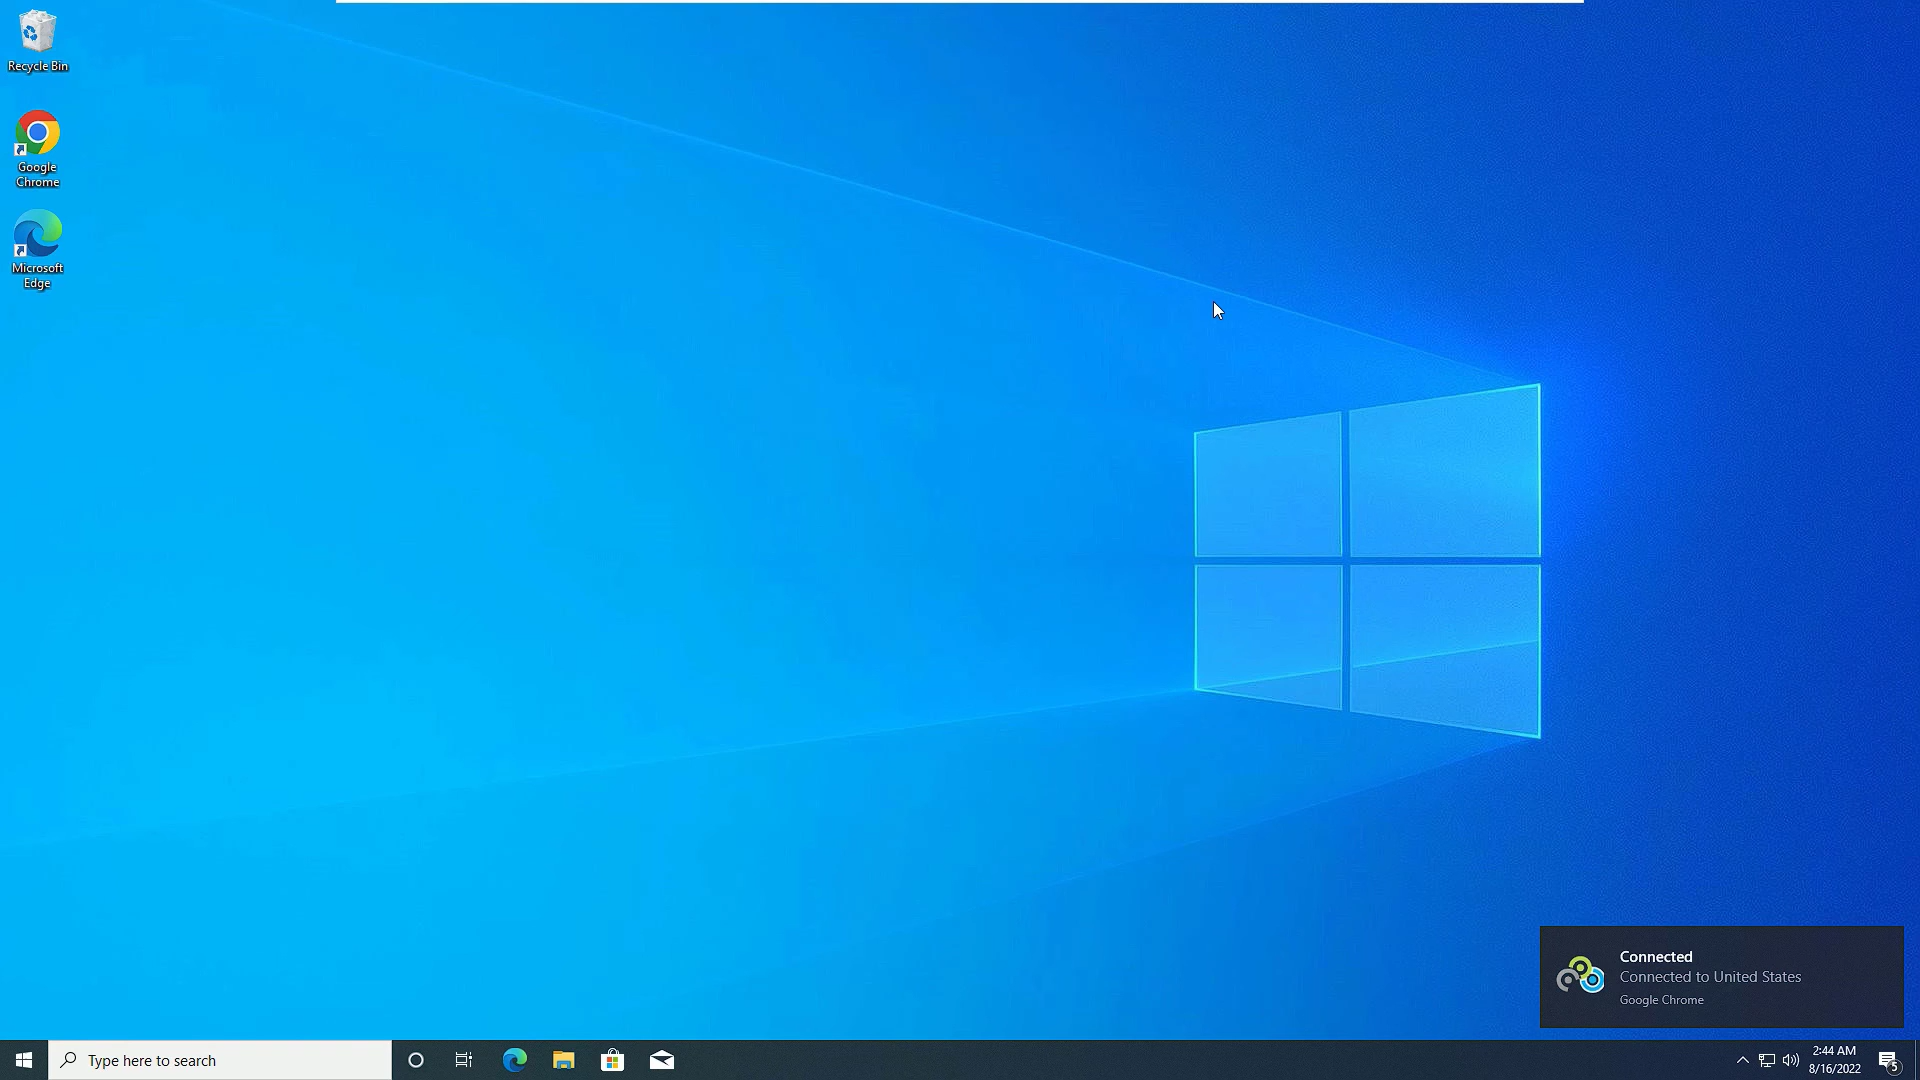 Recycle Bin
Google
Chrome
Microsoft
Edge
Connected
Connected to United States
Google Chrome
Type here to search
2:44 AM
8/16/2022
5